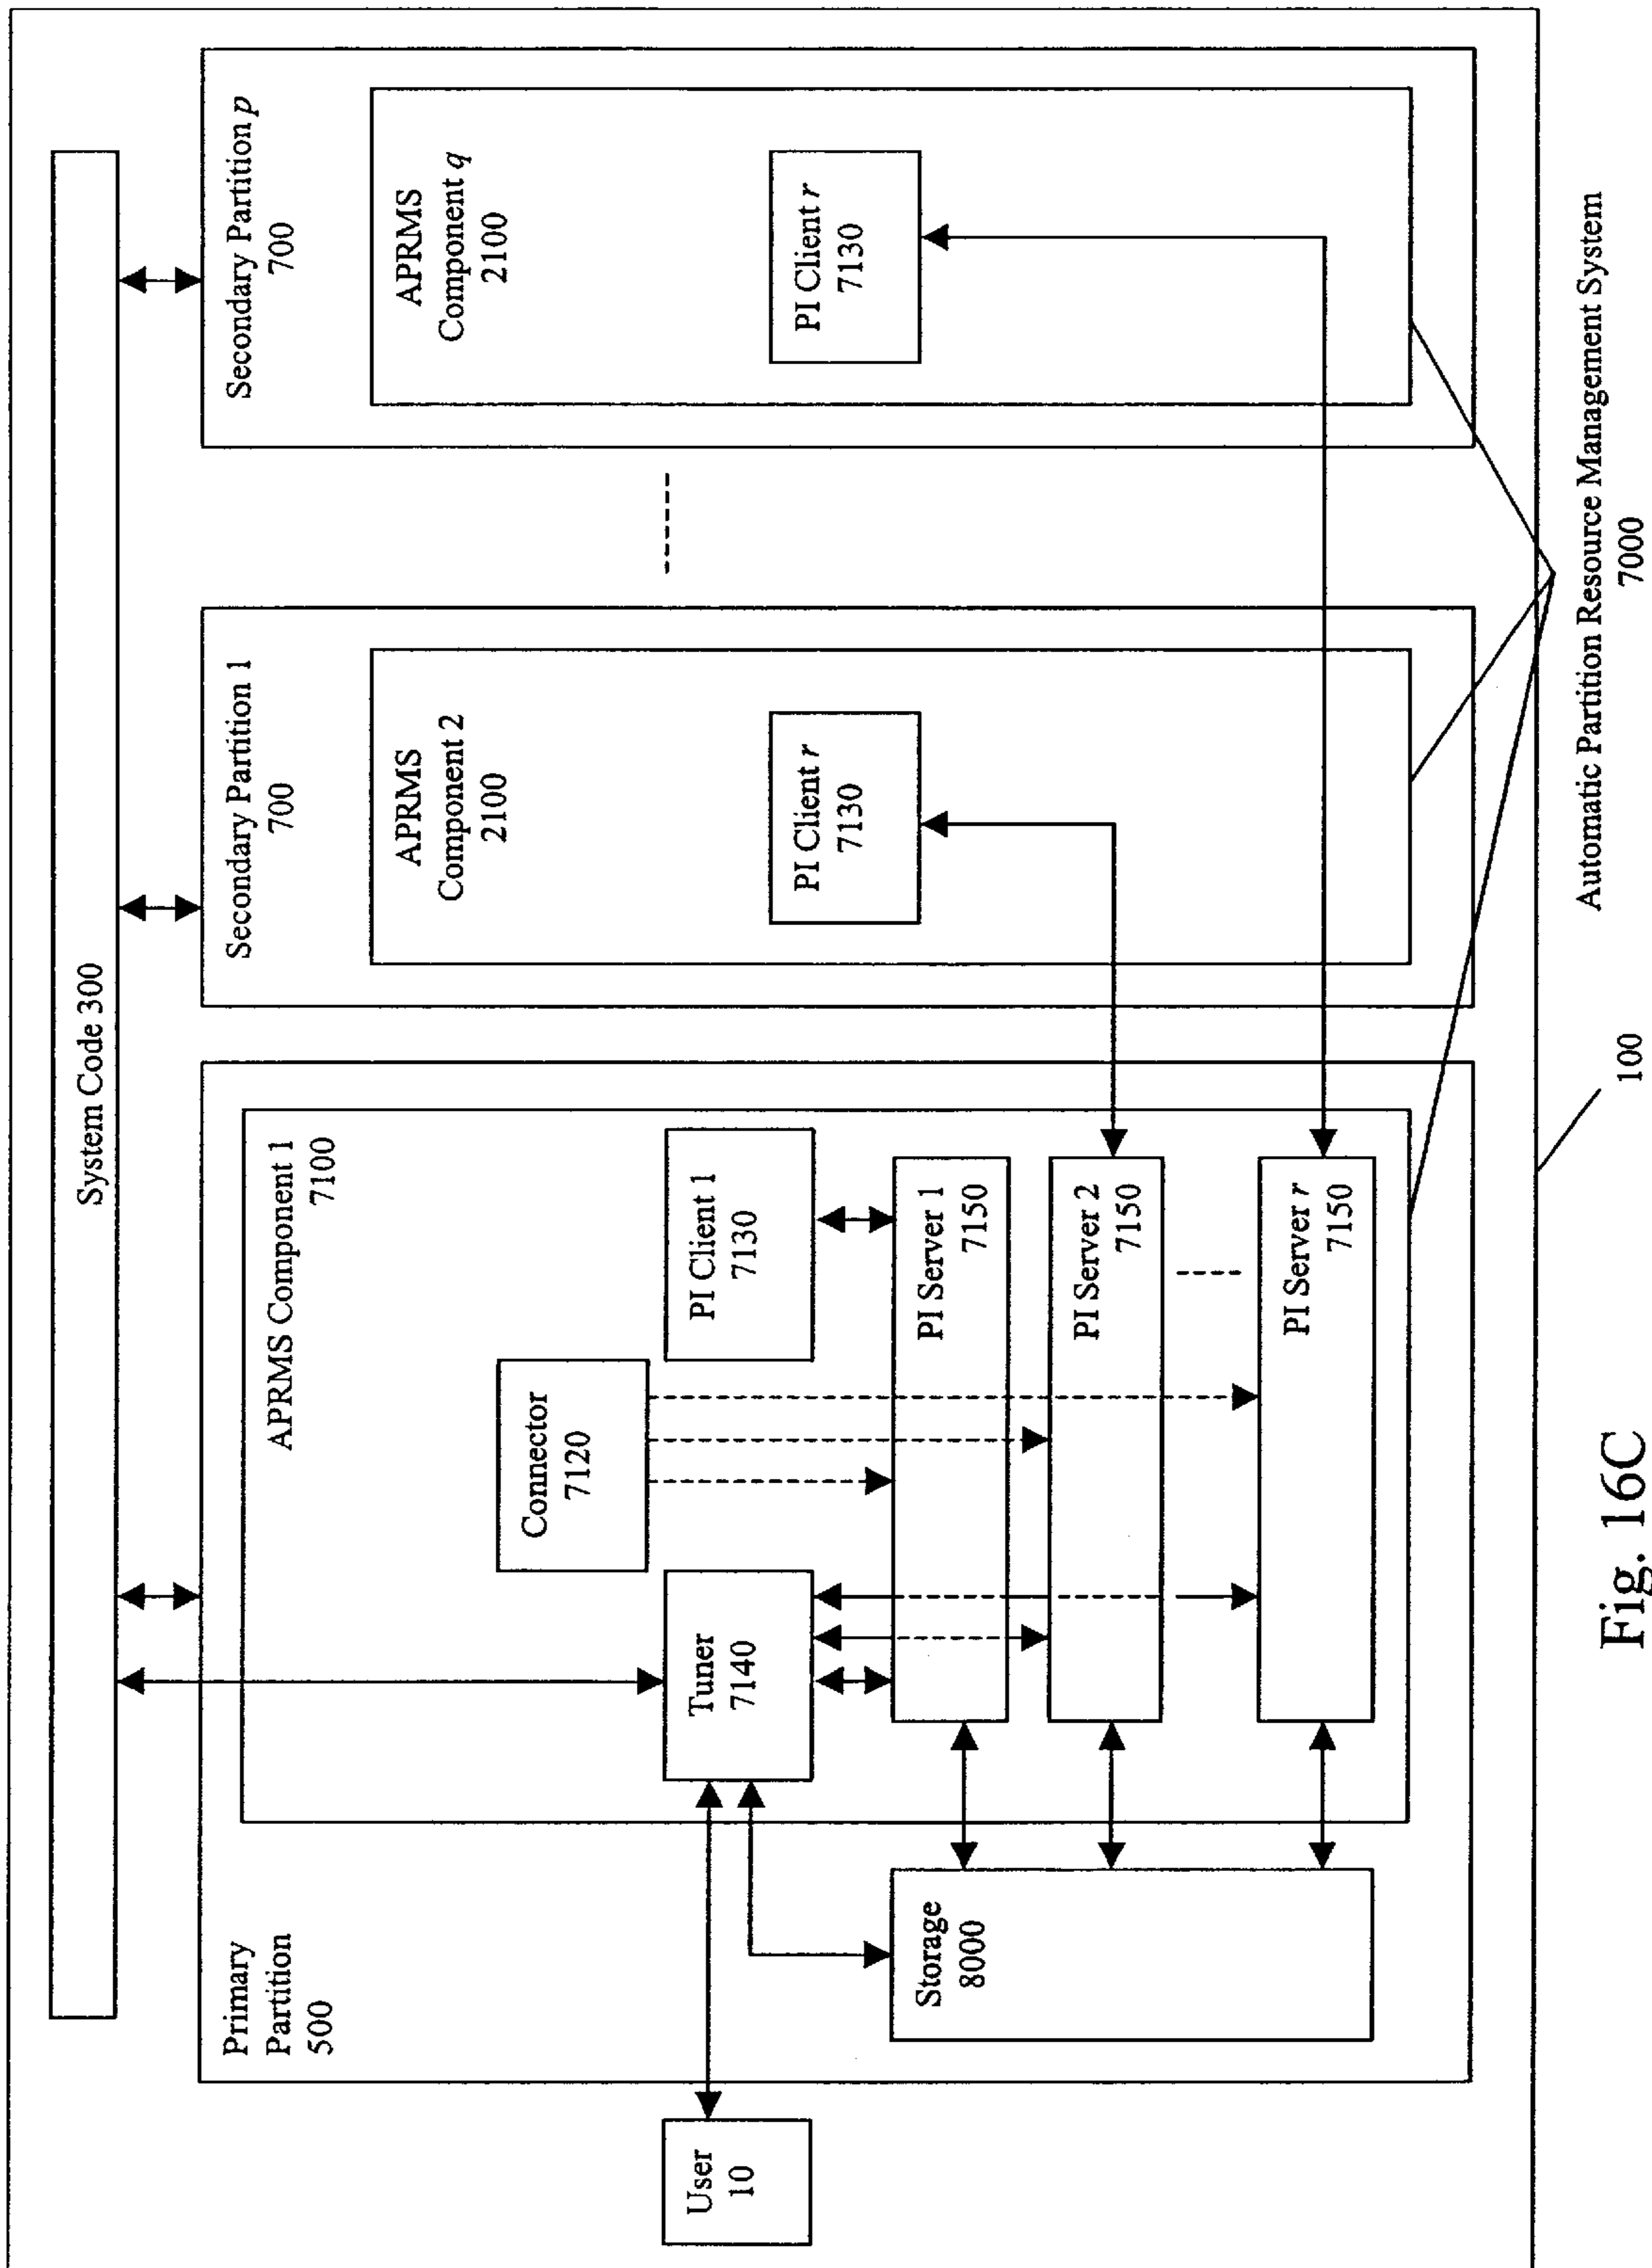 System Code 300
Primary
Partition
500
APRMS Component 1
7100
Connector
7120
Tuner
7140
PI Client 1
7130
PI Server 1
7150
PI Server 2
7150
PI Server r
7150
Storage
8000
User
10
Secondary Partition 1
700
APRMS
Component 2
2100
PI Client r
7130
Secondary Partition p
700
APRMS
Component q
2100
PI Client r
7130
100
Automatic Partition Resource Management System
7000
Fig. 16C